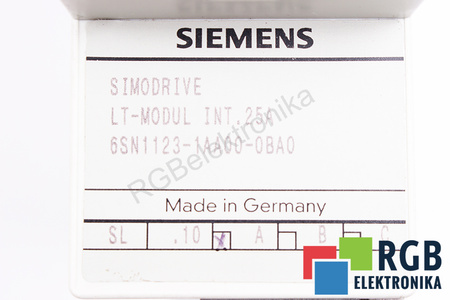 SIEMENS
SIMODRIVE
LT-MODUL INT.25A
6SN1123-1AA00-0BA0
RGBelektronika
Made in Germany
SL .10 A B C
RGB
ELEKTRONIKA